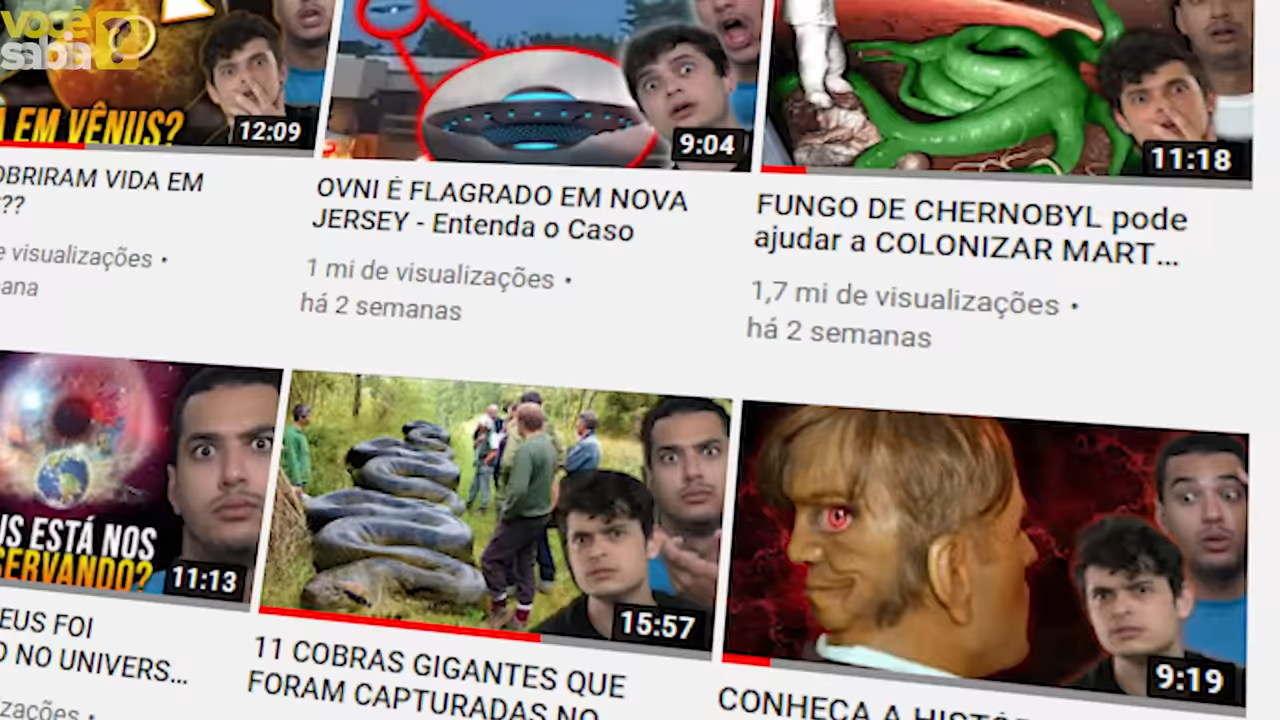 você
sabia ?
EM VÊNUS?
12:09
9:04
11:18
OBRIRAM VIDA EM
???
e visualizações •
ana
OVNI É FLAGRADO EM NOVA
JERSEY - Entenda o Caso
1 mi de visualizações •
há 2 semanas
FUNGO DE CHERNOBYL pode
ajudar a COLONIZAR MART...
1,7 mi de visualizações •
há 2 semanas
US ESTÁ NOS
SERVANDO?
11:13
15:57
9:19
EUS FOI
O NO UNIVERS...
zações •
11 COBRAS GIGANTES QUE
FORAM CAPTURADAS NO
CONHEÇA A HISTÓ